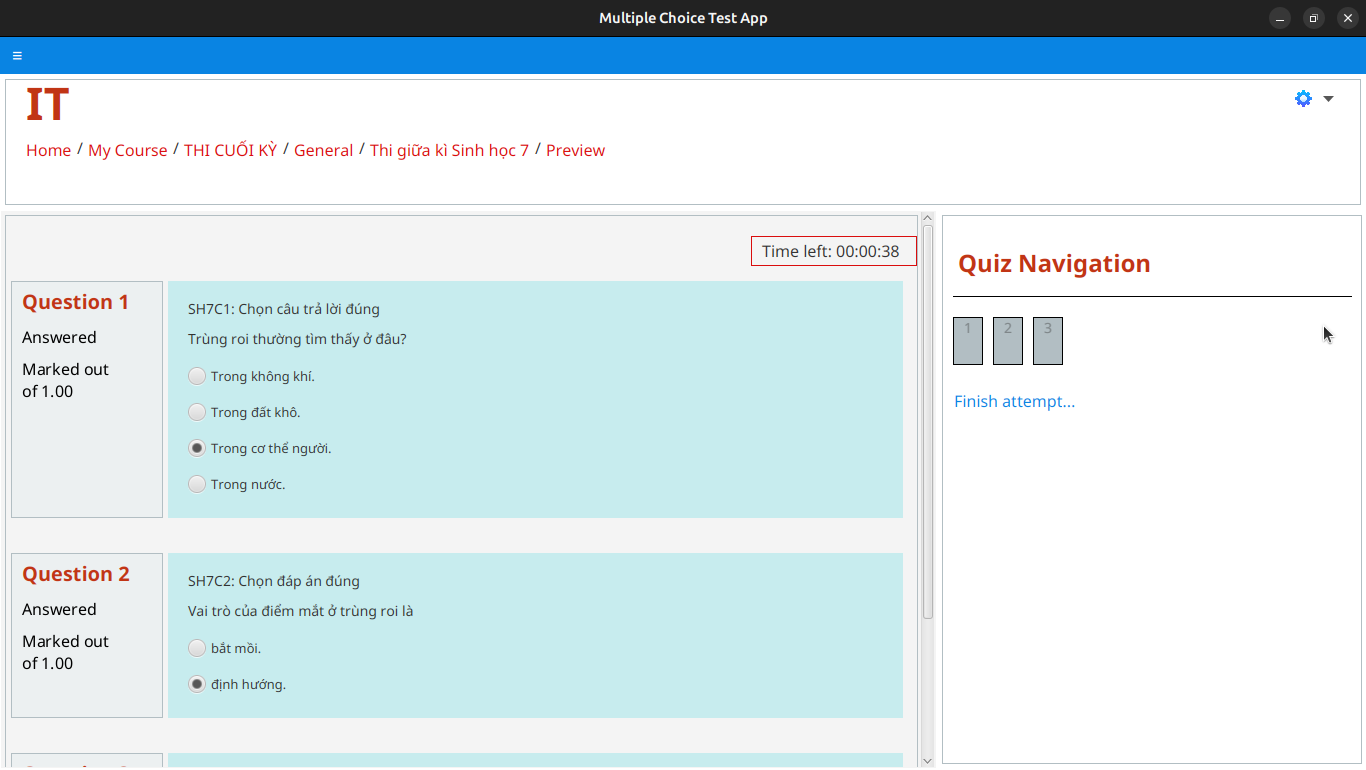 Multiple Choice Test App
≡
IT
Home / My Course / THI CUỐI KỲ / General / Thi giữa kì Sinh học 7 / Preview
Time left: 00:00:38
Question 1
Answered
Marked out
of 1.00
SH7C1: Chọn câu trả lời đúng
Trùng roi thường tìm thấy ở đâu?
Trong không khí.
Trong đất khô.
Trong cơ thể người.
Trong nước.
Question 2
Answered
Marked out
of 1.00
SH7C2: Chọn đáp án đúng
Vai trò của điểm mắt ở trùng roi là
bắt mồi.
định hướng.
Quiz Navigation
1 2 3
Finish attempt...